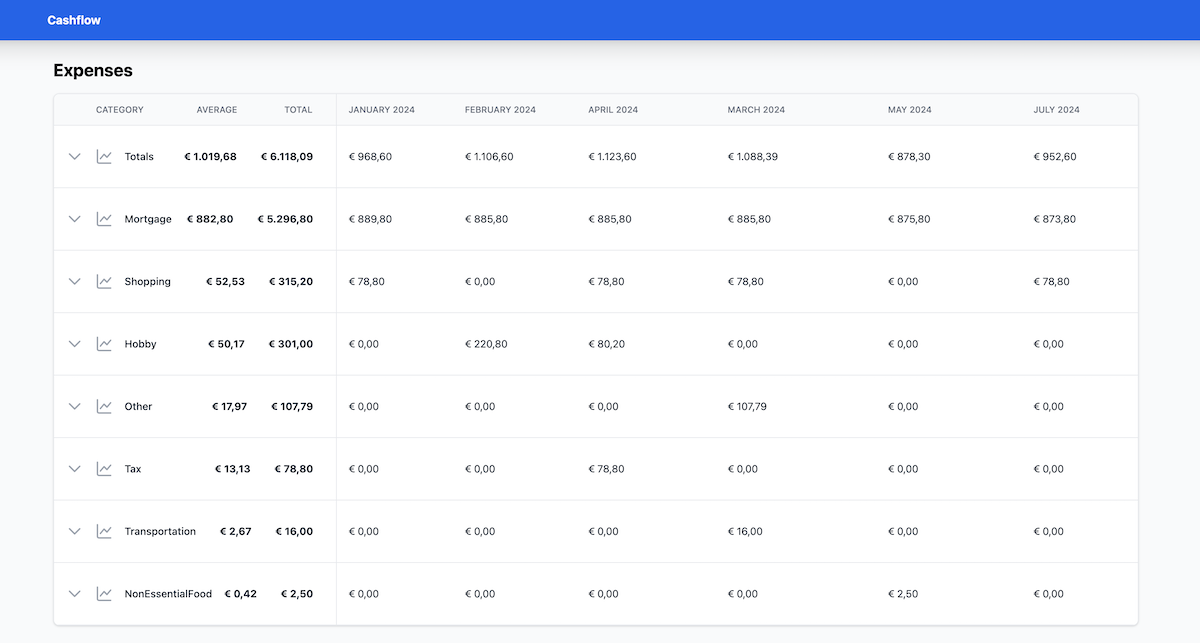 Cashflow
Expenses
CATEGORY AVERAGE TOTAL JANUARY 2024 FEBRUARY 2024 APRIL 2024 MARCH 2024 MAY 2024 JULY 2024
Totals € 1.019,68 € 6.118,09 € 968,60 € 1.106,60 € 1.123,60 € 1.088,39 € 878,30 € 952,60
Mortgage € 882,80 € 5.296,80 € 889,80 € 885,80 € 885,80 € 885,80 € 875,80 € 873,80
Shopping € 52,53 € 315,20 € 78,80 € 0,00 € 78,80 € 78,80 € 0,00 € 78,80
Hobby € 50,17 € 301,00 € 0,00 € 220,80 € 80,20 € 0,00 € 0,00 € 0,00
Other € 17,97 € 107,79 € 0,00 € 0,00 € 0,00 € 107,79 € 0,00 € 0,00
Tax € 13,13 € 78,80 € 0,00 € 0,00 € 78,80 € 0,00 € 0,00 € 0,00
Transportation € 2,67 € 16,00 € 0,00 € 0,00 € 0,00 € 16,00 € 0,00 € 0,00
NonEssentialFood € 0,42 € 2,50 € 0,00 € 0,00 € 0,00 € 0,00 € 2,50 € 0,00